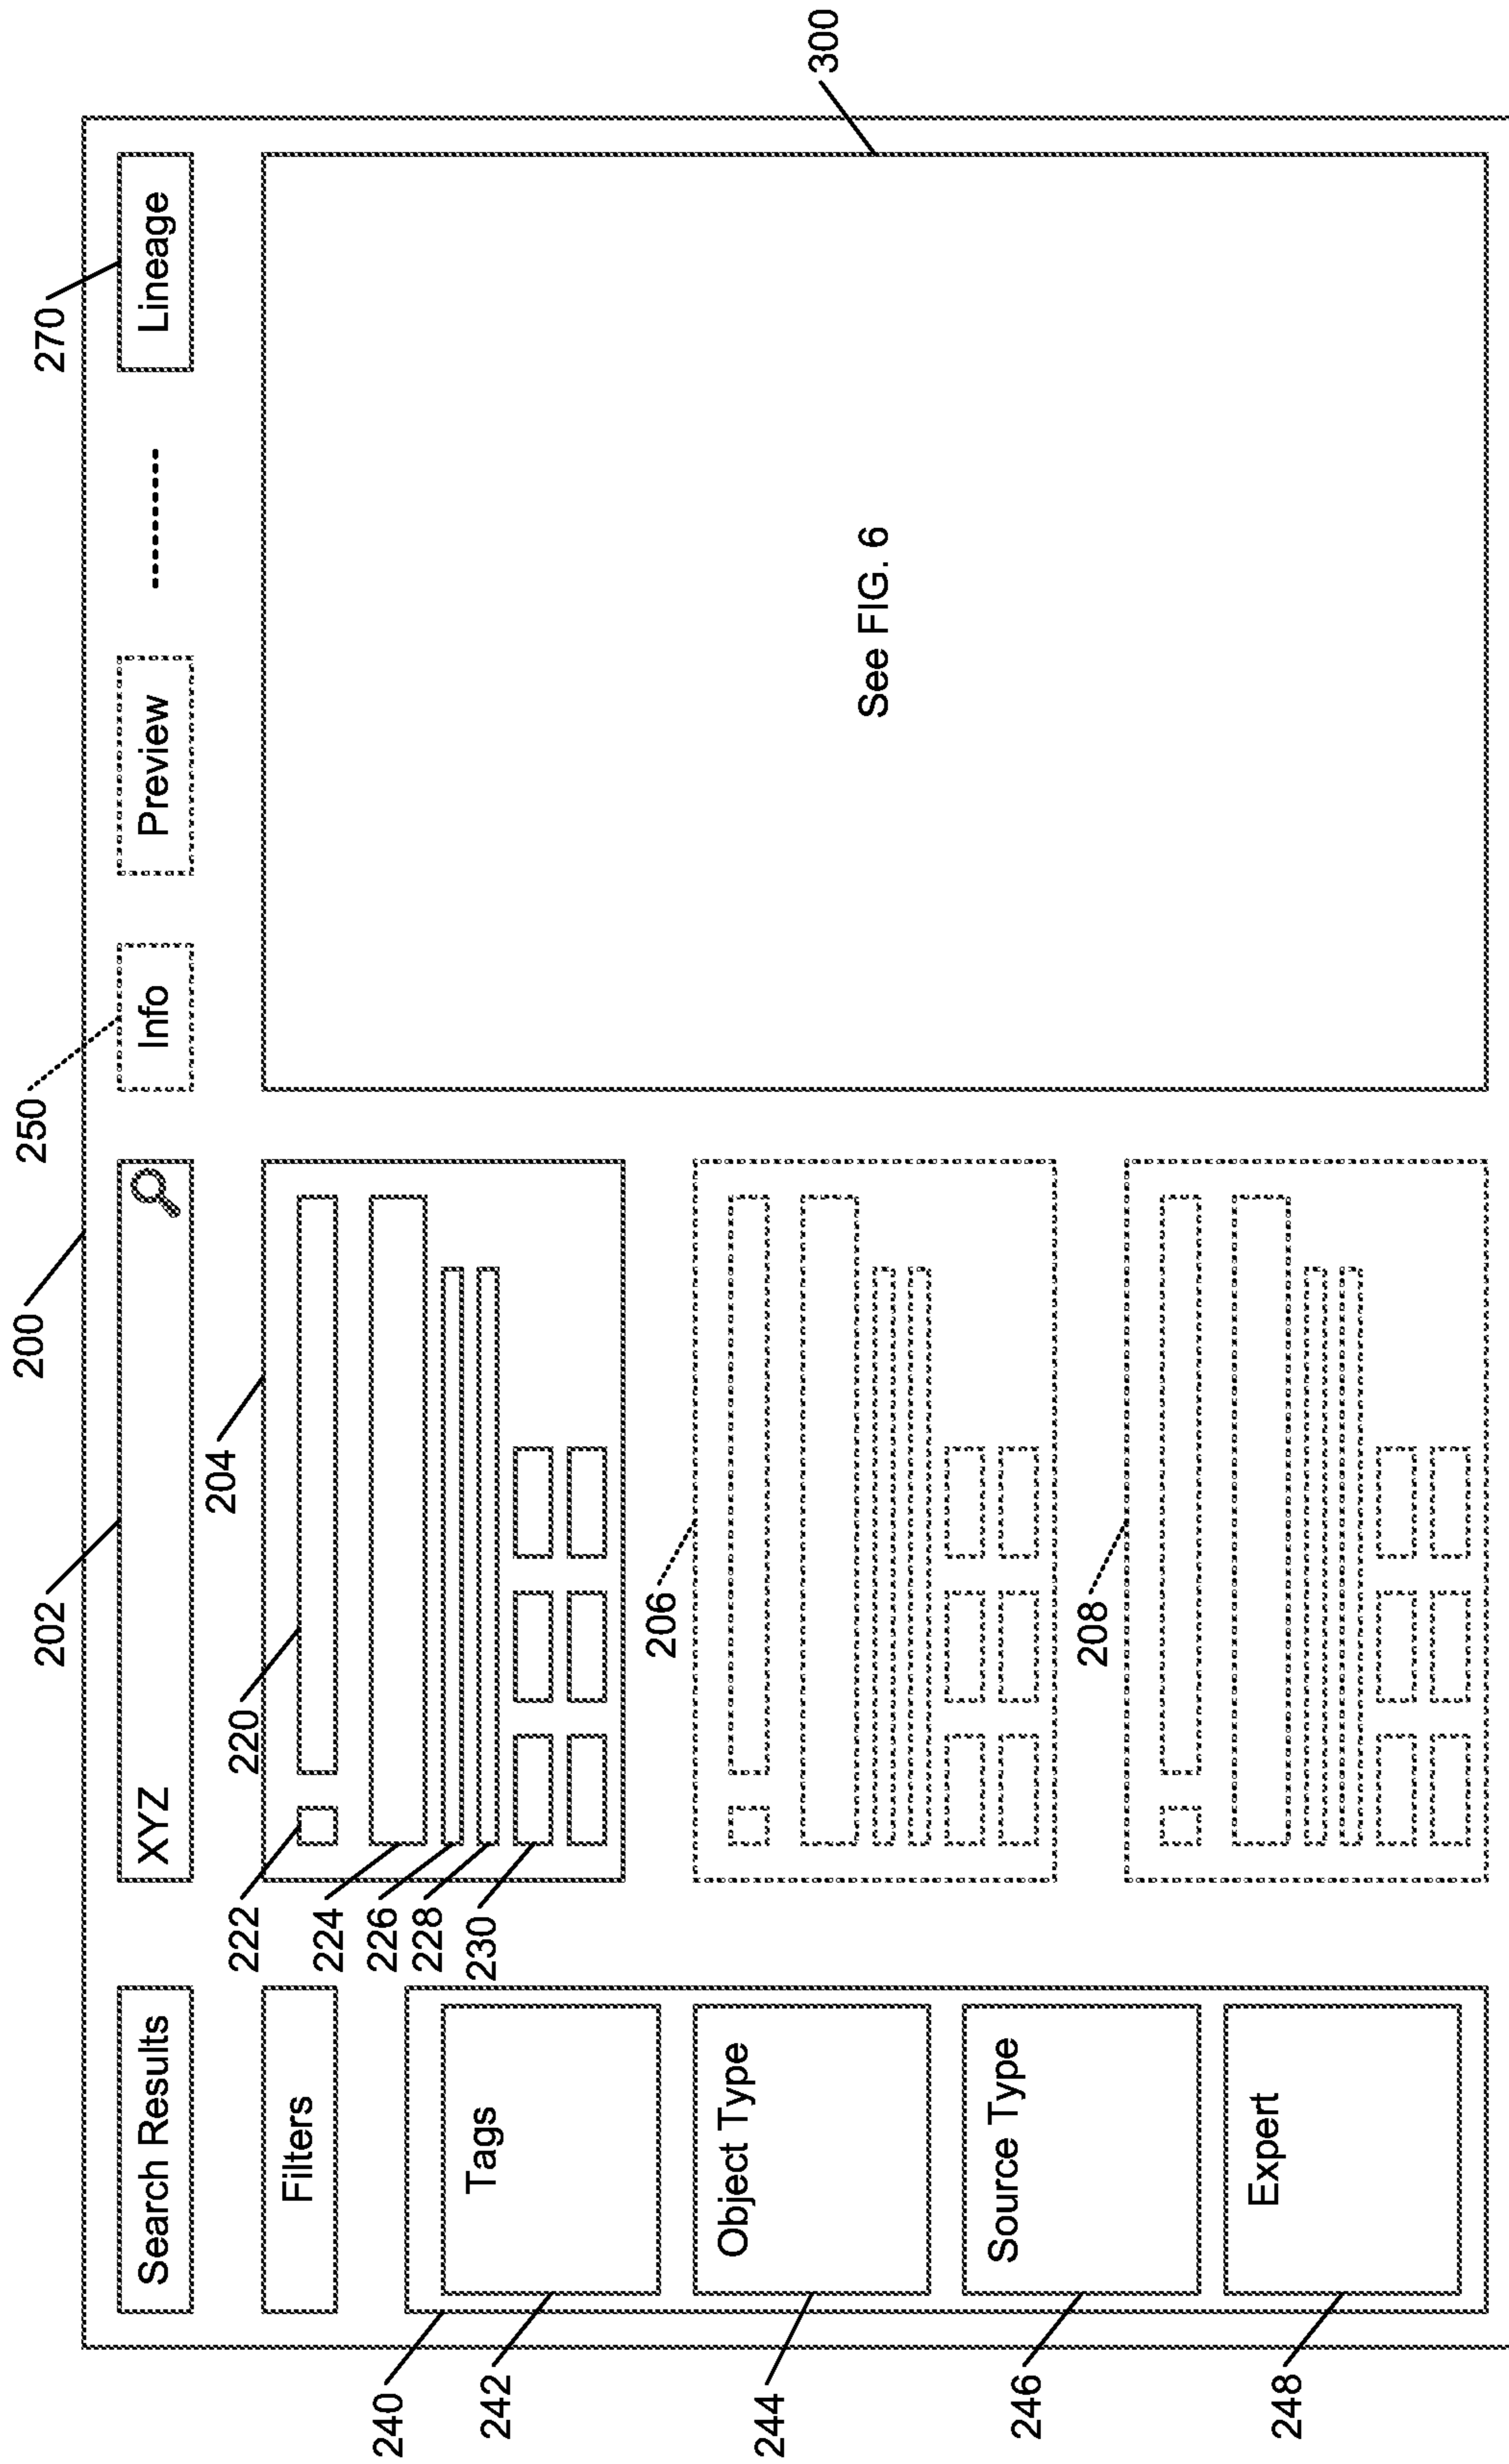 200
202
250
270
Search Results
XYZ
Info
Preview
Lineage
204
300
220
222
224
226
228
230
Filters
240
242
Tags
206
244
Object Type
See FIG. 6
246
Source Type
208
248
Expert